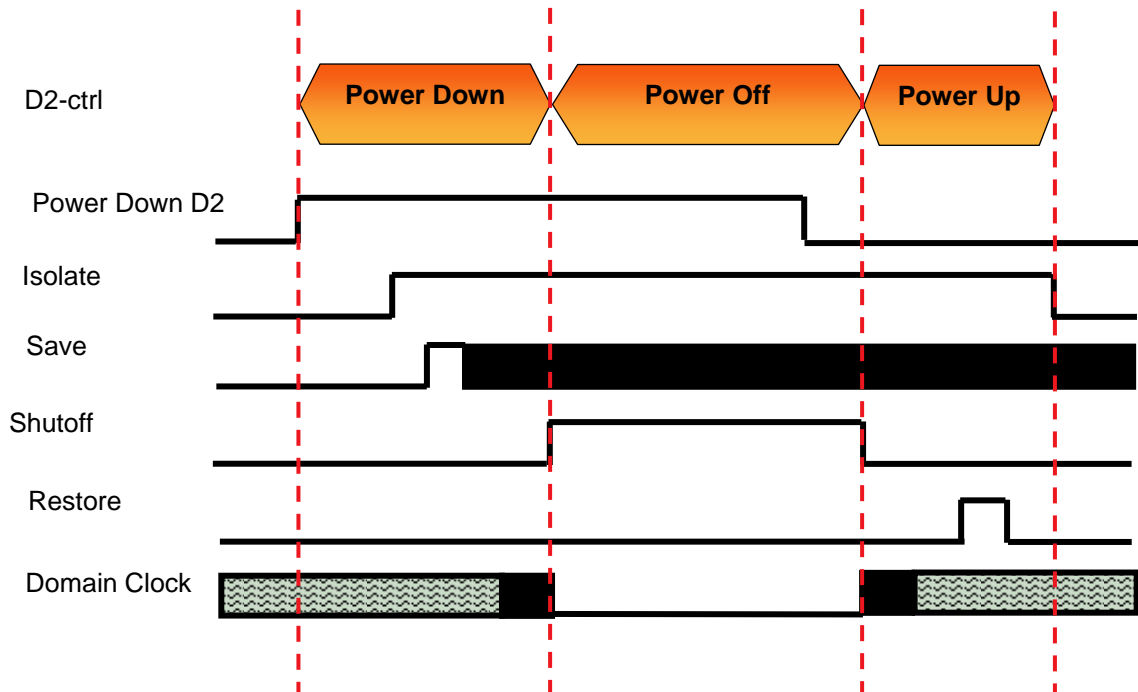 D2-ctrl
Power Down
Power Off
Power Up
Power Down D2
Isolate
Save
Shutoff
Restore
Domain Clock